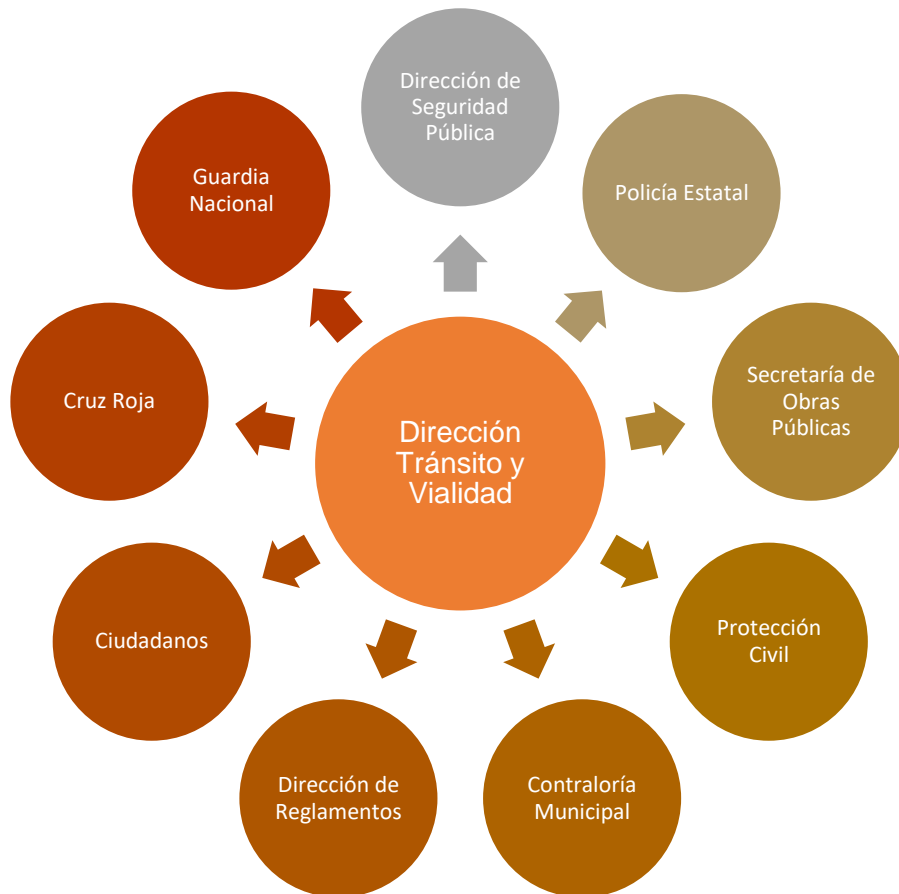 Dirección de
Seguridad
Pública
Policía Estatal
Secretaría de
Obras
Públicas
Protección
Civil
Contraloría
Municipal
Dirección de
Reglamentos
Ciudadanos
Cruz Roja
Guardia
Nacional
Dirección
Tránsito y
Vialidad